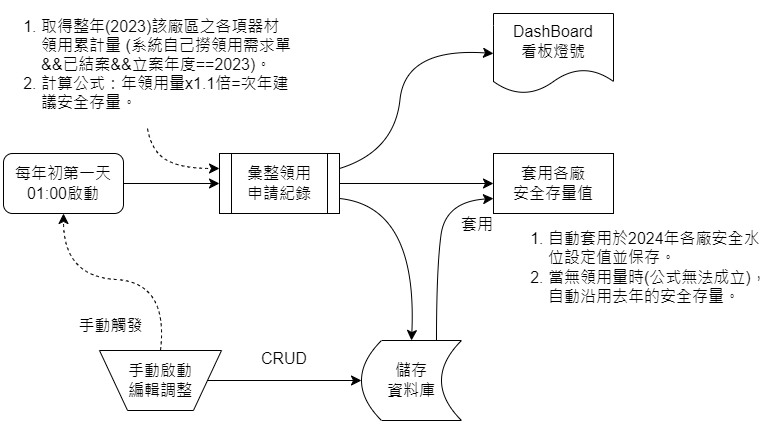 1. 取得整年(2023)該廠區之各項器材
領用累計量 (系統自己撈領用需求單
&&已結案&&立案年度==2023)。
2. 計算公式：年領用量x1.1倍=次年建
議安全存量。
DashBoard
看板燈號
每年初第一天
01:00啟動
彙整領用
申請紀錄
套用各廠
安全存量值
套用
1. 自動套用於2024年各廠安全水
位設定值並保存。
2. 當無領用量時(公式無法成立)，
自動沿用去年的安全存量。
手動觸發
手動啟動
編輯調整
CRUD
儲存
資料庫